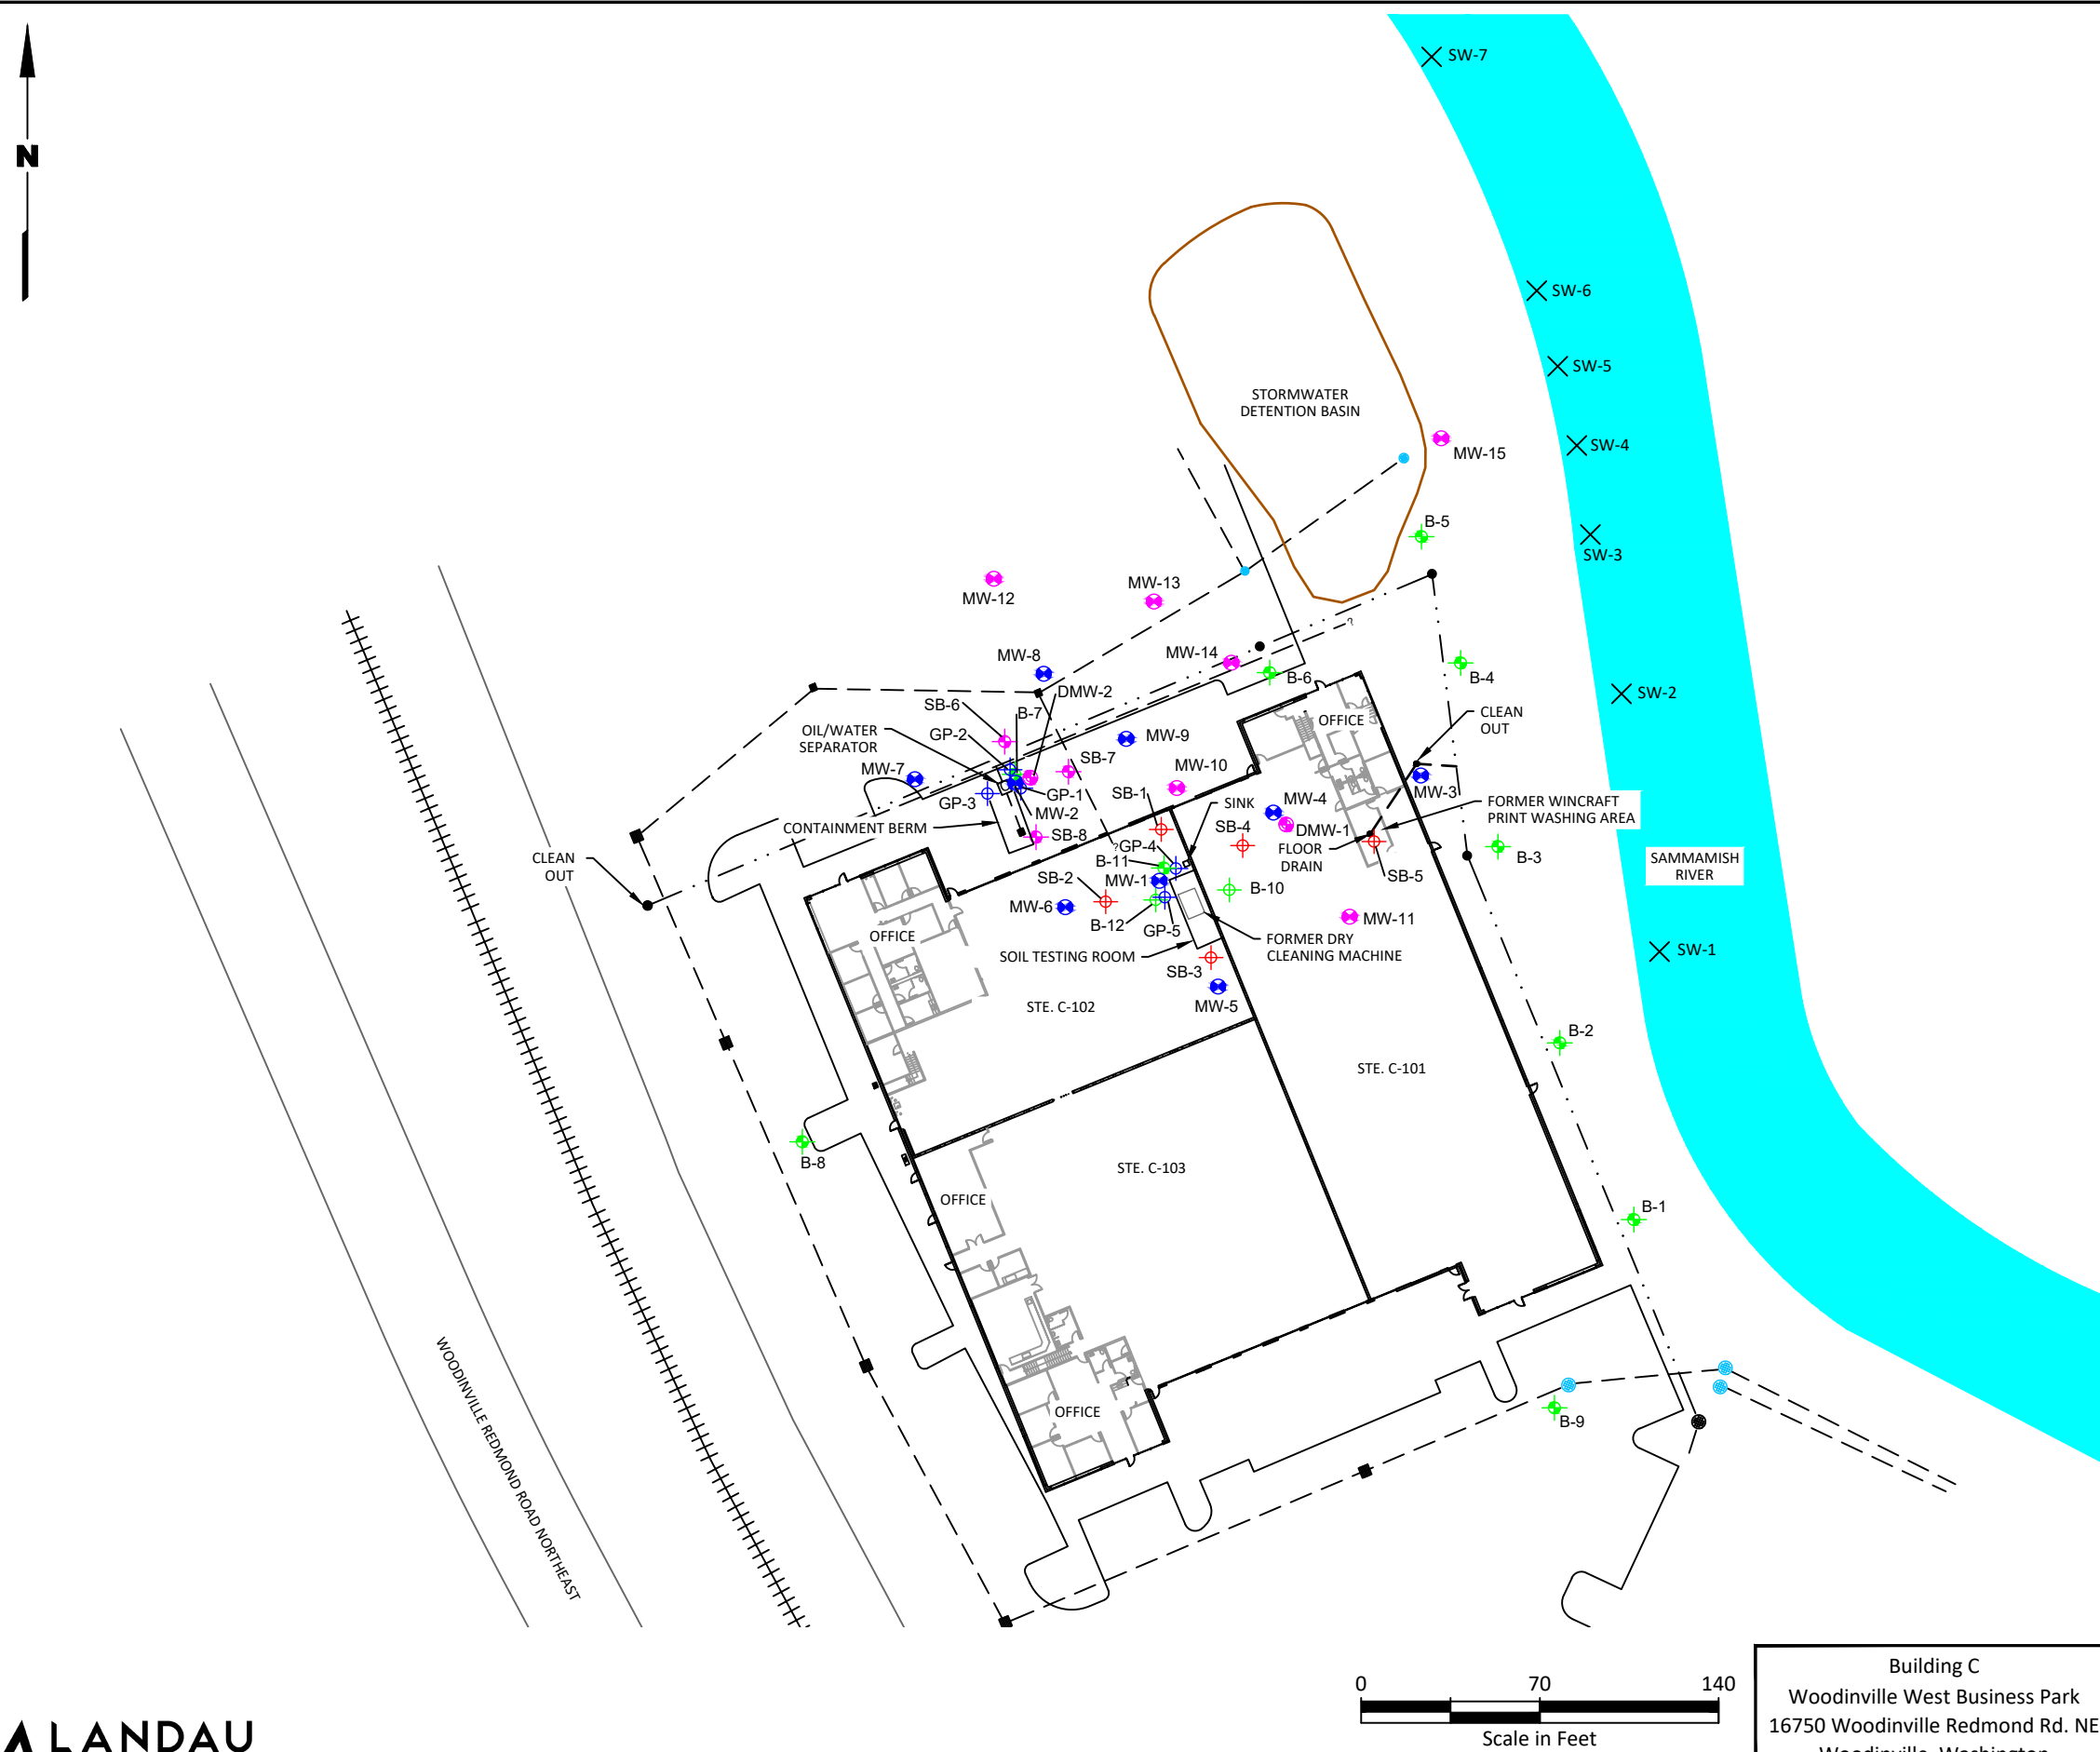 SW-7
N
SW-6
SW-5
STORMWATER
DETENTION BASIN
SW-4
MW-15
B-5
SW-3
MW-12
MW-13
?
MW-8
MW-14
B-6
B-4
SW-2
DMW-2
SB-6
B-7
OFFICE
CLEAN
OUT
OIL/WATER
SEPARATOR
GP-2
MW-9
MW-7
SB-7
MW-10
GP-3
GP-1
SB-1
SINK
MW-4
MW-3
FORMER WINCRAFT
PRINT WASHING AREA
MW-2
CONTAINMENT BERM
SB-8
SB-4
DMW-1
?
GP-4
FLOOR
DRAIN
B-3
CLEAN
OUT
B-11
SAMMAMISH
RIVER
SB-2
MW-1
SB-5
B-10
MW-6
B-12
GP-5
MW-11
OFFICE
FORMER DRY
CLEANING MACHINE
SW-1
SOIL TESTING ROOM
SB-3
STE. C-102
MW-5
B-2
STE. C-101
B-8
STE. C-103
OFFICE
B-1
WOODINVILLE REDMOND ROAD NORTHEAST
OFFICE
B-9
0 70 140
Scale in Feet
Building C
Woodinville West Business Park
16750 Woodinville Redmond Rd. NE
Woodinville, Washington
LANDAU